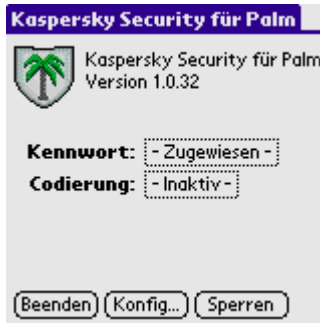 Kaspersky Security für Palm
Kaspersky Security für Palm
Version 1.0.32
Kennwort: - Zugewiesen -
Codierung: - Inaktiv -
Beenden Konfig... Sperren